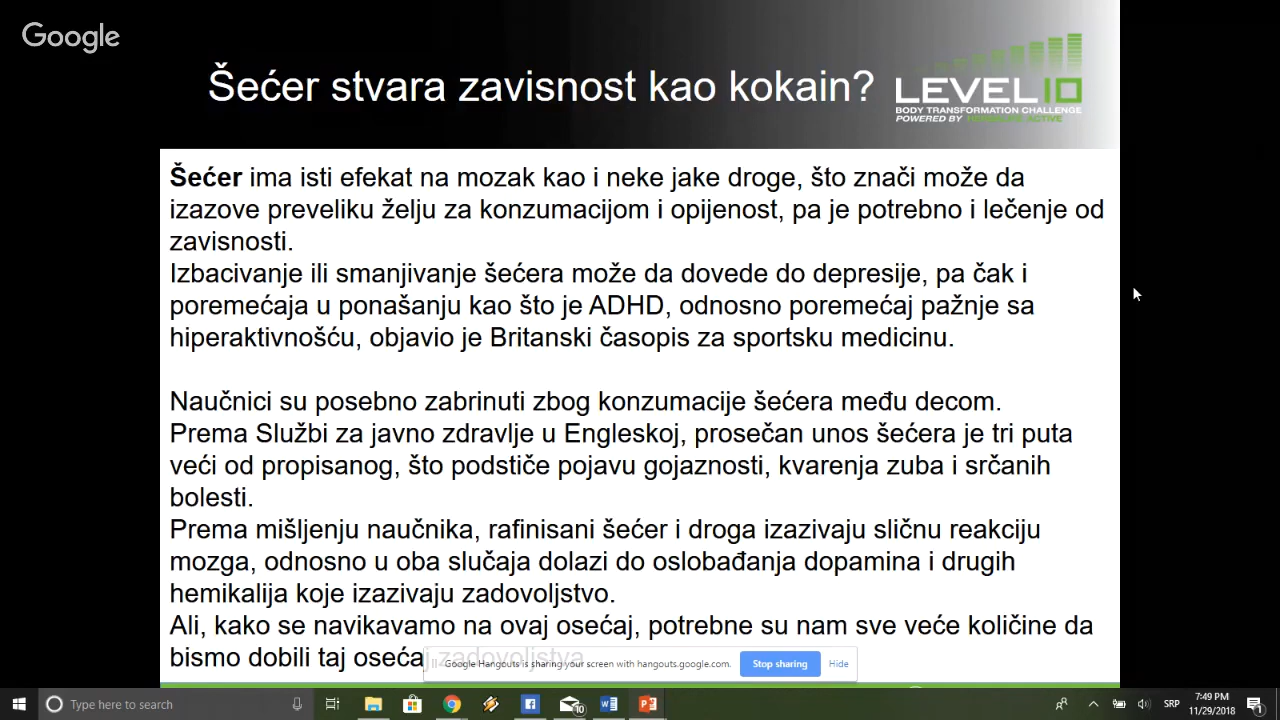 Google
Šećer stvara zavisnost kao kokain?
LEVEL10
BODY TRANSFORMATION CHALLENGE
POWERED BY HERBALIFE ACTIVE
Šećer ima isti efekat na mozak kao i neke jake droge, što znači može da
izazove preveliku želju za konzumacijom i opijenost, pa je potrebno i lečenje od
zavisnosti.
Izbacivanje ili smanjivanje šećera može da dovede do depresije, pa čak i
poremećaja u ponašanju kao što je ADHD, odnosno poremećaj pažnje sa
hiperaktivnošću, objavio je Britanski časopis za sportsku medicinu.
Naučnici su posebno zabrinuti zbog konzumacije šećera među decom.
Prema Službi za javno zdravlje u Engleskoj, prosečan unos šećera je tri puta
veći od propisanog, što podstiče pojavu gojaznosti, kvarenja zuba i srčanih
bolesti.
Prema mišljenju naučnika, rafinisani šećer i droga izazivaju sličnu reakciju
mozga, odnosno u oba slučaja dolazi do oslobađanja dopamina i drugih
hemikalija koje izazivaju zadovoljstvo.
Ali, kako se navikavamo na ovaj osećaj, potrebne su nam sve veće količine da
bismo dobili taj osećaj zadovoljstva
Google Hangouts is sharing your screen with hangouts.google.com.
Stop sharing
Hide
Type here to search
10
SRP
7:49 PM
11/29/2018
1